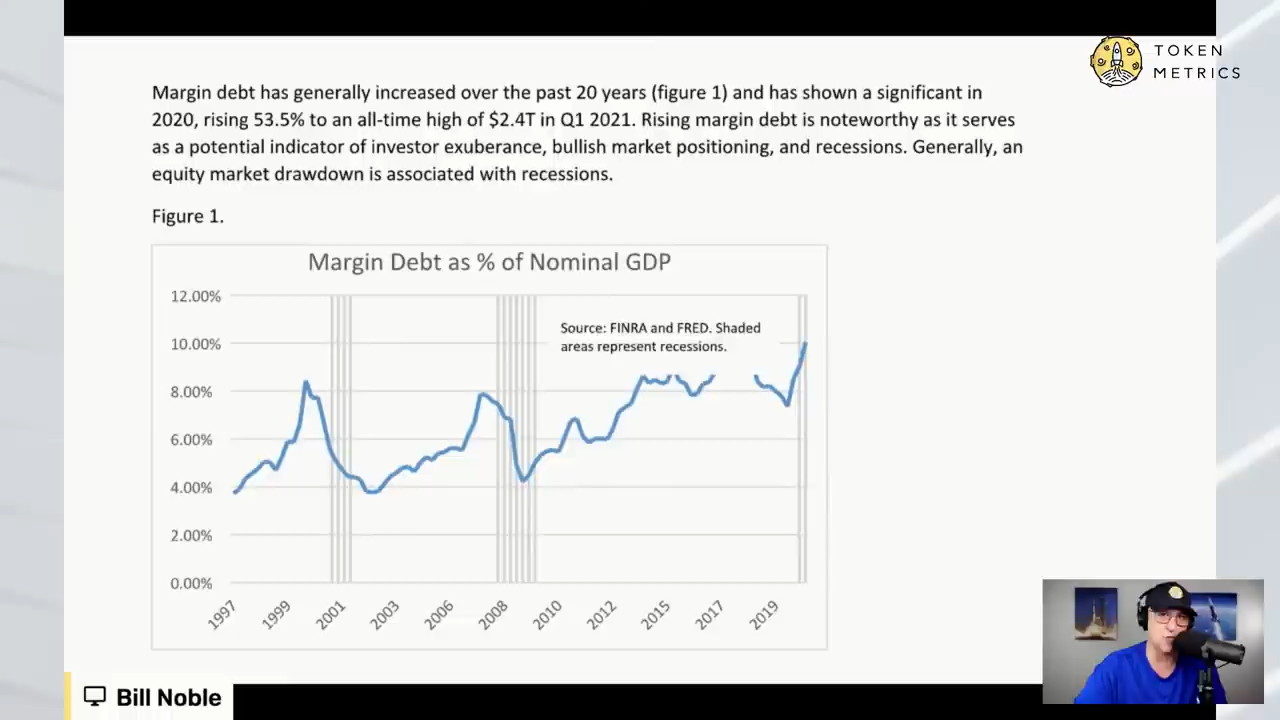 TOKEN
METRICS
Margin debt has generally increased over the past 20 years (figure 1) and has shown a significant in
2020, rising 53.5% to an all-time high of $2.4T in Q1 2021. Rising margin debt is noteworthy as it serves
as a potential indicator of investor exuberance, bullish market positioning, and recessions. Generally, an
equity market drawdown is associated with recessions.
Figure 1.
Margin Debt as % of Nominal GDP
12.00%
Source: FINRA and FRED. Shaded
areas represent recessions.
10.00%
8.00%
6.00%
4.00%
2.00%
0.00%
1997 1999 2001 2003 2006 2008 2010 2012 2015 2017 2019
Bill Noble